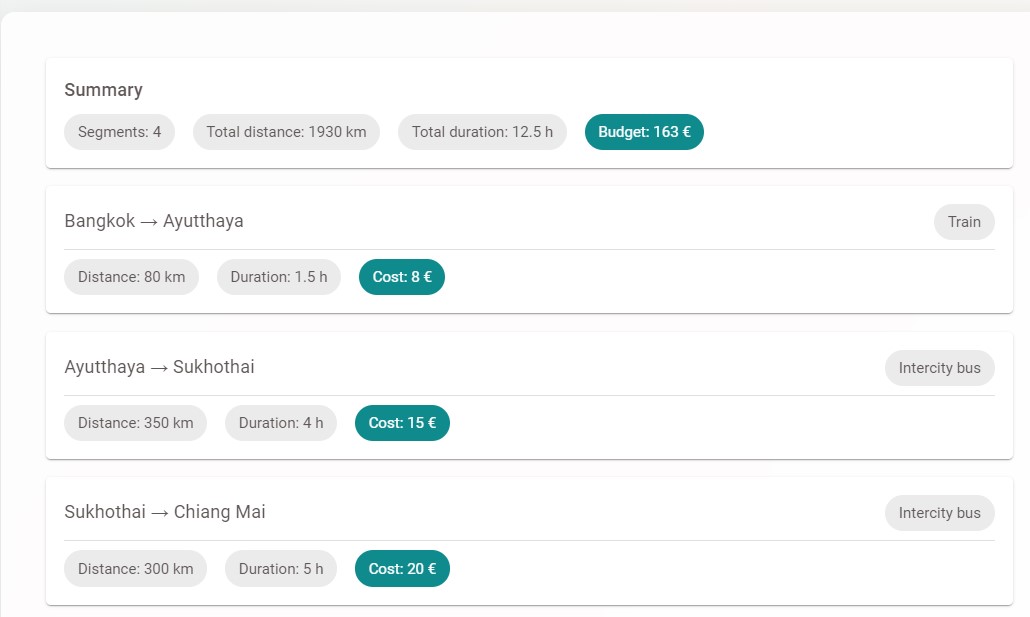 Summary
Segments: 4 Total distance: 1930 km Total duration: 12.5 h Budget: 163 €
Bangkok → Ayutthaya Train
Distance: 80 km Duration: 1.5 h Cost: 8 €
Ayutthaya → Sukhothai Intercity bus
Distance: 350 km Duration: 4 h Cost: 15 €
Sukhothai → Chiang Mai Intercity bus
Distance: 300 km Duration: 5 h Cost: 20 €